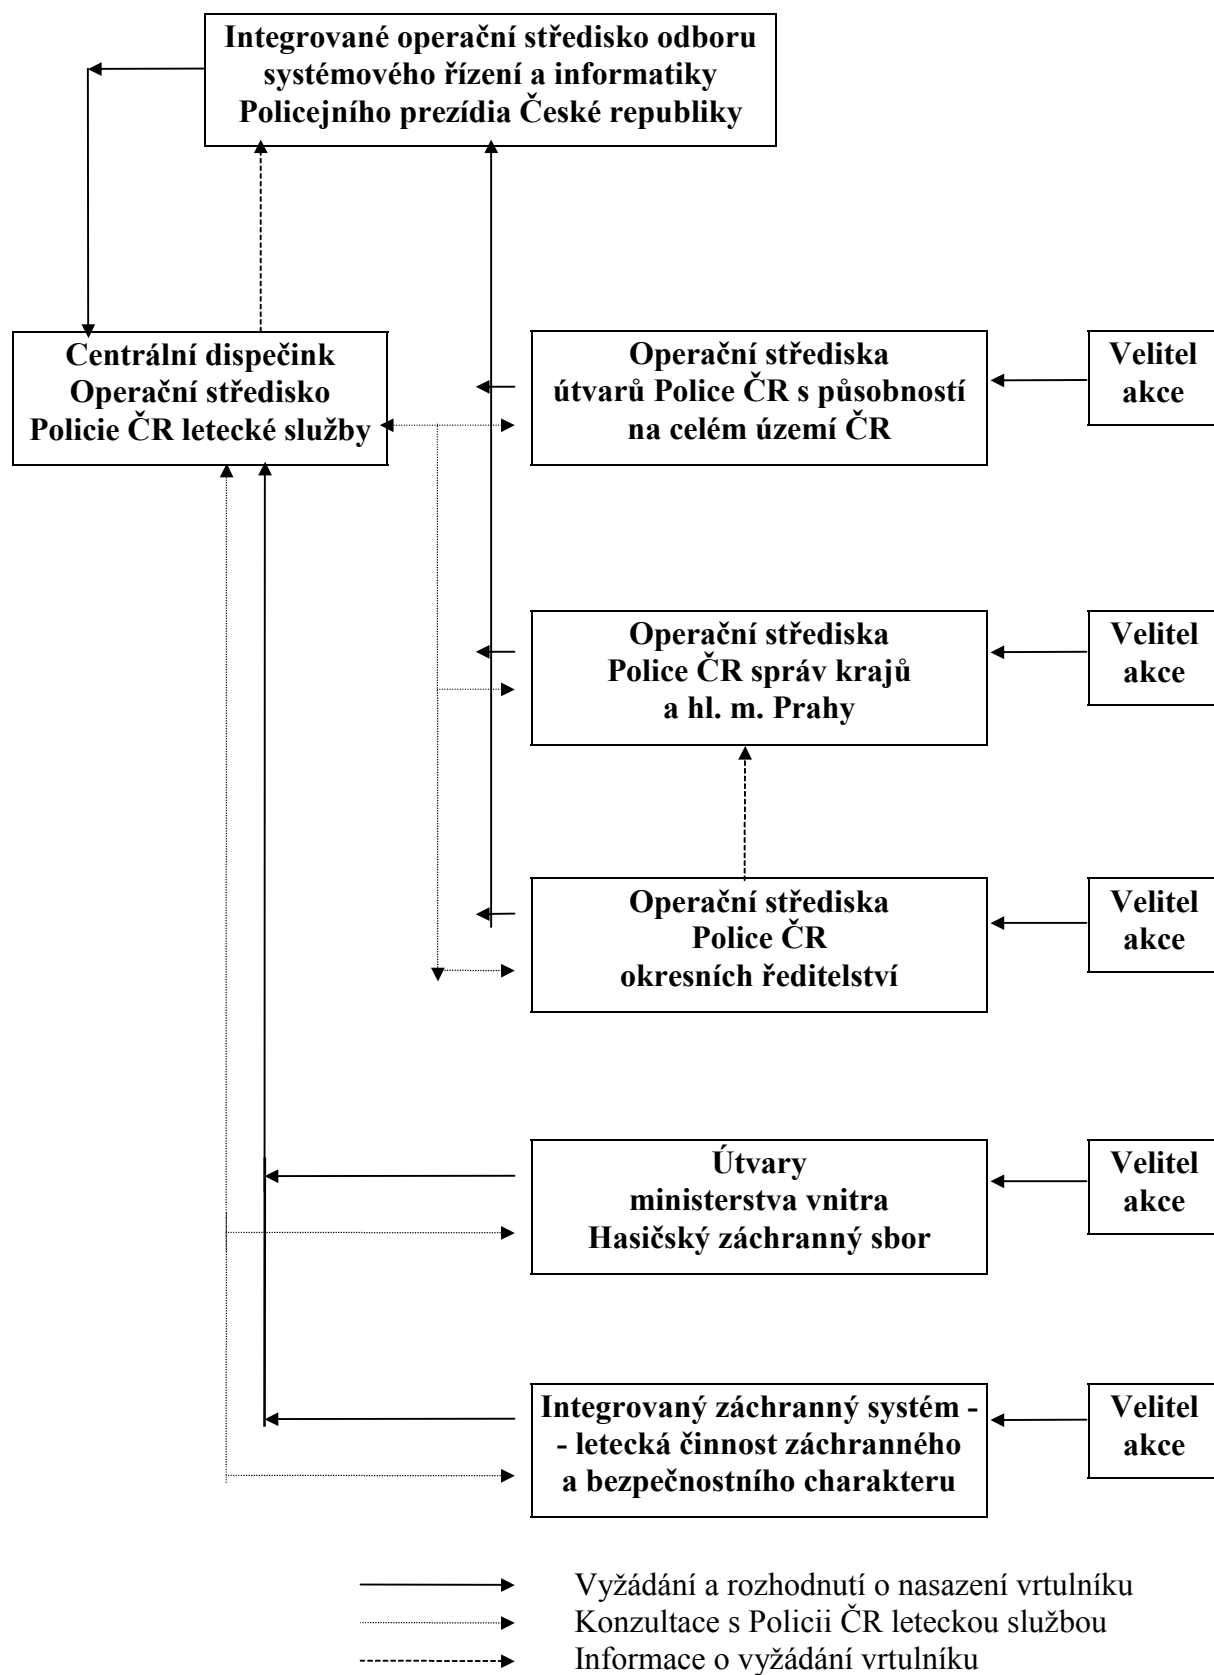 Integrované operační středisko odboru
systémového řízení a informatiky
Policejního prezídia České republiky
Centrální dispečink
Operační středisko
Policie ČR letecké služby
Operační střediska
útvarů Police ČR s působností
na celém území ČR
Velitel
akce
Operační střediska
Police ČR správ krajů
a hl. m. Prahy
Velitel
akce
Operační střediska
Police ČR
okresních ředitelství
Velitel
akce
Útvary
ministerstva vnitra
Hasičský záchranný sbor
Velitel
akce
Integrovaný záchranný systém -
- letecká činnost záchranného
a bezpečnostního charakteru
Velitel
akce
Vyžádání a rozhodnutí o nasazení vrtulníku
Konzultace s Policii ČR leteckou službou
Informace o vyžádání vrtulníku